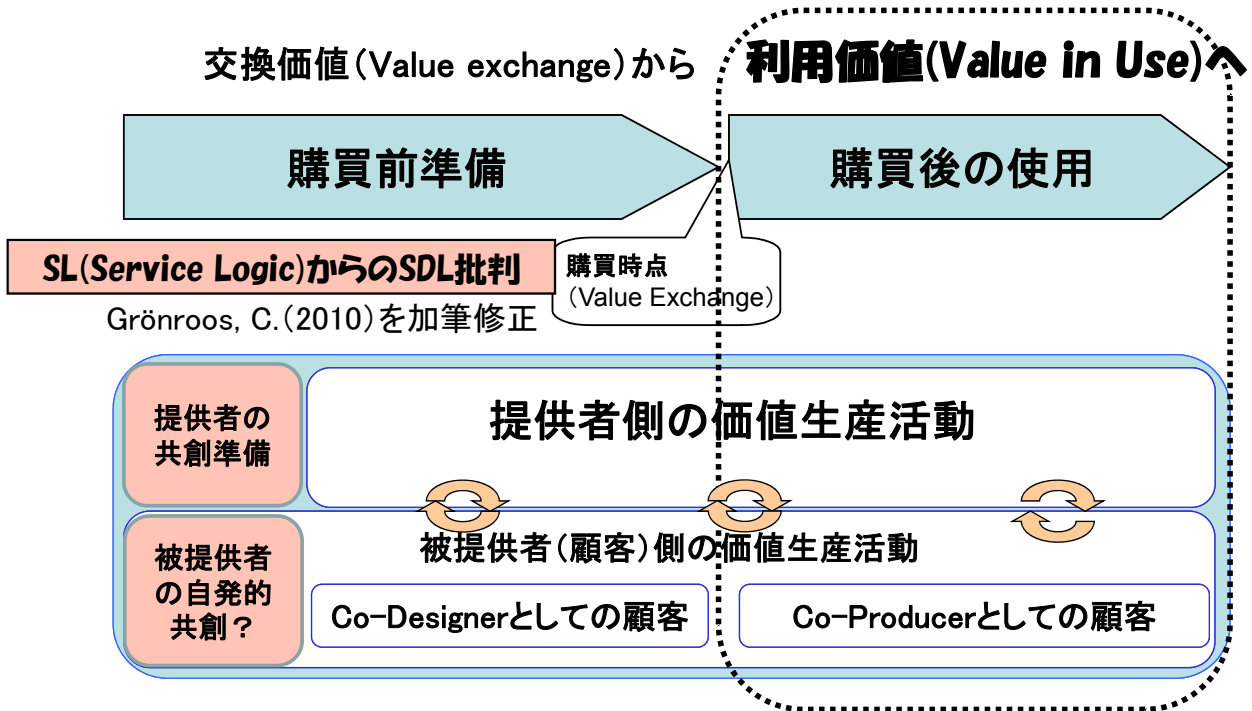 交換価値(Value exchange)から 利用価値(Value in Use)へ
購買前準備
購買後の使用
SL(Service Logic)からのSDL批判
購買時点
(Value Exchange)
Grönroos, C.(2010)を加筆修正
提供者の
共創準備
提供者側の価値生産活動
被提供者
の自発的
共創?
被提供者(顧客)側の価値生産活動
Co-Designerとしての顧客
Co-Producerとしての顧客